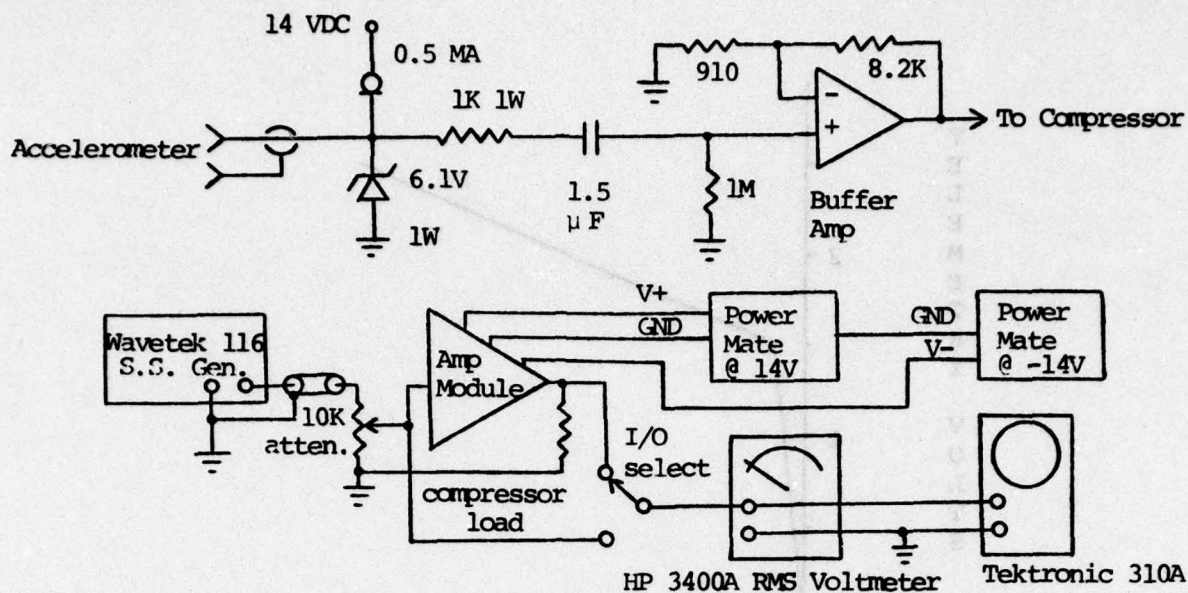 14 VDC
0.5 MA
1K 1W
910
8.2K
-
+
To Compressor
Accelerometer
6.1V
1W
1.5
μF
1M
Buffer
Amp
Wavetek 116
S.S. Gen.
10K
atten.
Amp
Module
V+
GND
Power
Mate
@ 14V
GND
V-
Power
Mate
@ -14V
I/O
select
compressor
load
HP 3400A RMS Voltmeter
Tektronic 310A